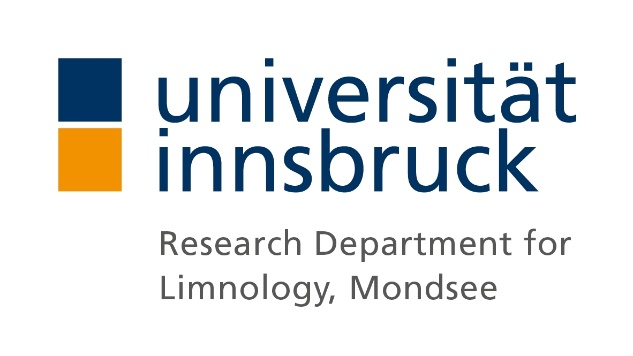 universität
innsbruck
Research Department for
Limnology, Mondsee